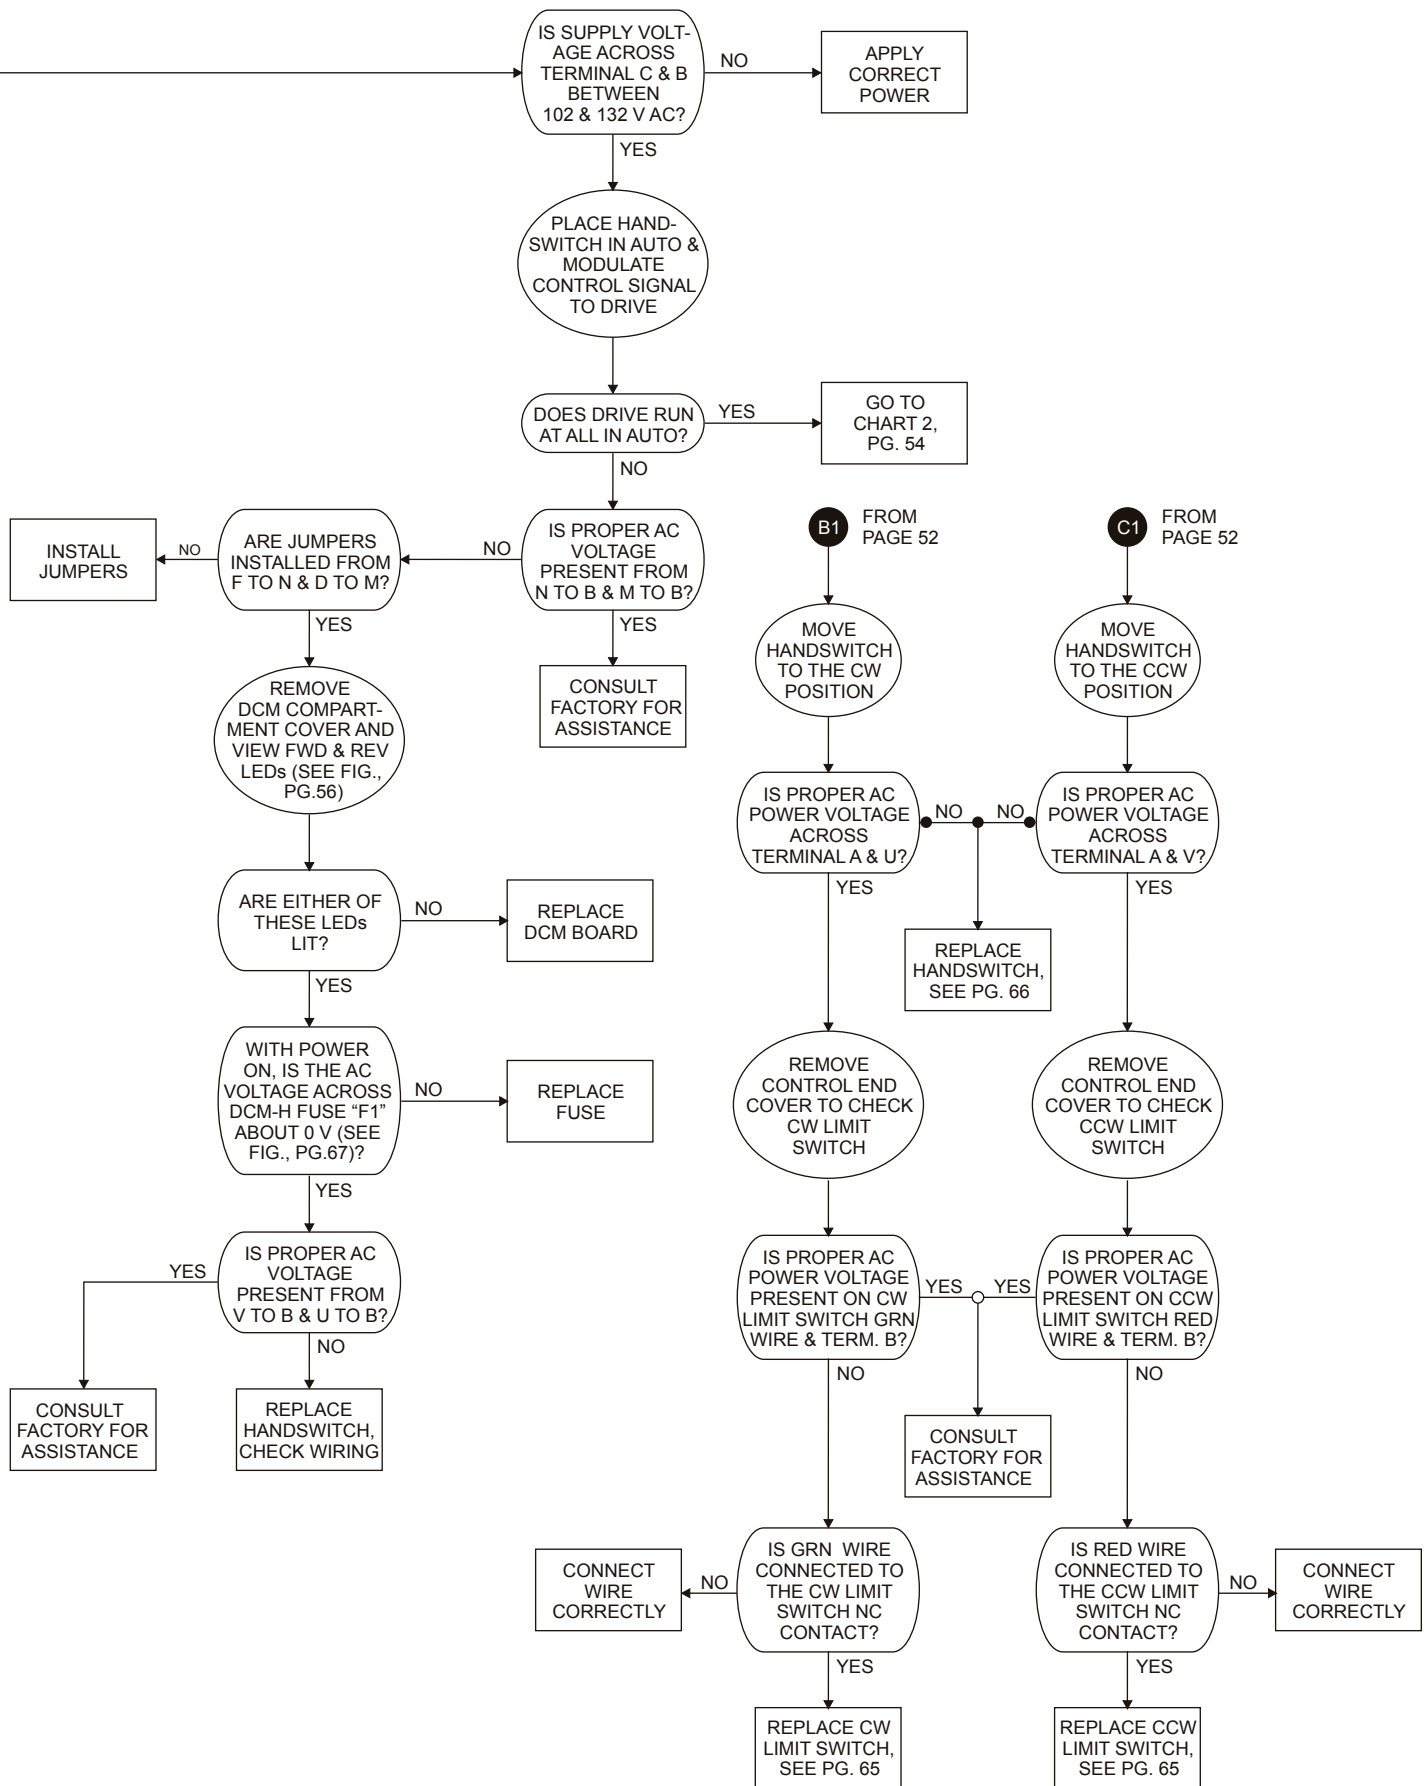 IS SUPPLY VOLT-
AGE ACROSS
TERMINAL C & B
BETWEEN
102 & 132 V AC?
NO
APPLY
CORRECT
POWER
YES
PLACE HAND-
SWITCH IN AUTO &
MODULATE
CONTROL SIGNAL
TO DRIVE
DOES DRIVE RUN
AT ALL IN AUTO?
YES
GO TO
CHART 2,
PG. 54
NO
IS PROPER AC
VOLTAGE
PRESENT FROM
N TO B & M TO B?
NO
ARE JUMPERS
INSTALLED FROM
F TO N & D TO M?
NO
INSTALL
JUMPERS
YES
CONSULT
FACTORY FOR
ASSISTANCE
YES
REMOVE
DCM COMPART-
MENT COVER AND
VIEW FWD & REV
LEDs (SEE FIG.,
PG.56)
ARE EITHER OF
THESE LEDs
LIT?
NO
REPLACE
DCM BOARD
YES
WITH POWER
ON, IS THE AC
VOLTAGE ACROSS
DCM-H FUSE “F1”
ABOUT 0 V (SEE
FIG., PG.67)?
NO
REPLACE
FUSE
YES
IS PROPER AC
VOLTAGE
PRESENT FROM
V TO B & U TO B?
YES
CONSULT
FACTORY FOR
ASSISTANCE
NO
REPLACE
HANDSWITCH,
CHECK WIRING
B1
FROM
PAGE 52
MOVE
HANDSWITCH
TO THE CW
POSITION
IS PROPER AC
POWER VOLTAGE
ACROSS
TERMINAL A & U?
NO
YES
REMOVE
CONTROL END
COVER TO CHECK
CW LIMIT
SWITCH
IS PROPER AC
POWER VOLTAGE
PRESENT ON CW
LIMIT SWITCH GRN
WIRE & TERM. B?
YES
NO
IS GRN WIRE
CONNECTED TO
THE CW LIMIT
SWITCH NC
CONTACT?
NO
CONNECT
WIRE
CORRECTLY
YES
REPLACE CW
LIMIT SWITCH,
SEE PG. 65
REPLACE
HANDSWITCH,
SEE PG. 66
CONSULT
FACTORY FOR
ASSISTANCE
C1
FROM
PAGE 52
MOVE
HANDSWITCH
TO THE CCW
POSITION
NO
IS PROPER AC
POWER VOLTAGE
ACROSS
TERMINAL A & V?
YES
REMOVE
CONTROL END
COVER TO CHECK
CCW LIMIT
SWITCH
YES
IS PROPER AC
POWER VOLTAGE
PRESENT ON CCW
LIMIT SWITCH RED
WIRE & TERM. B?
NO
IS RED WIRE
CONNECTED TO
THE CCW LIMIT
SWITCH NC
CONTACT?
NO
CONNECT
WIRE
CORRECTLY
YES
REPLACE CCW
LIMIT SWITCH,
SEE PG. 65